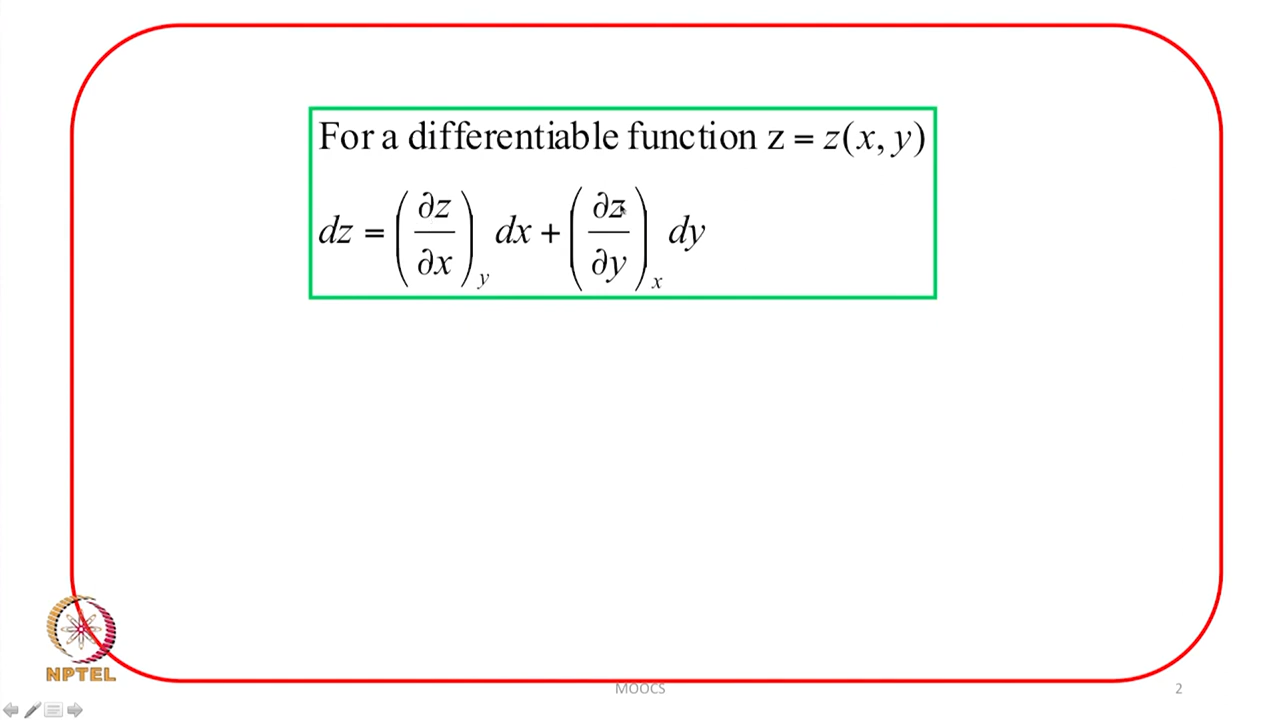 For a differentiable function z = z(x, y)
dz = (∂z/∂x)_y dx + (∂z/∂y)_x dy
NPTEL
MOOCS
2